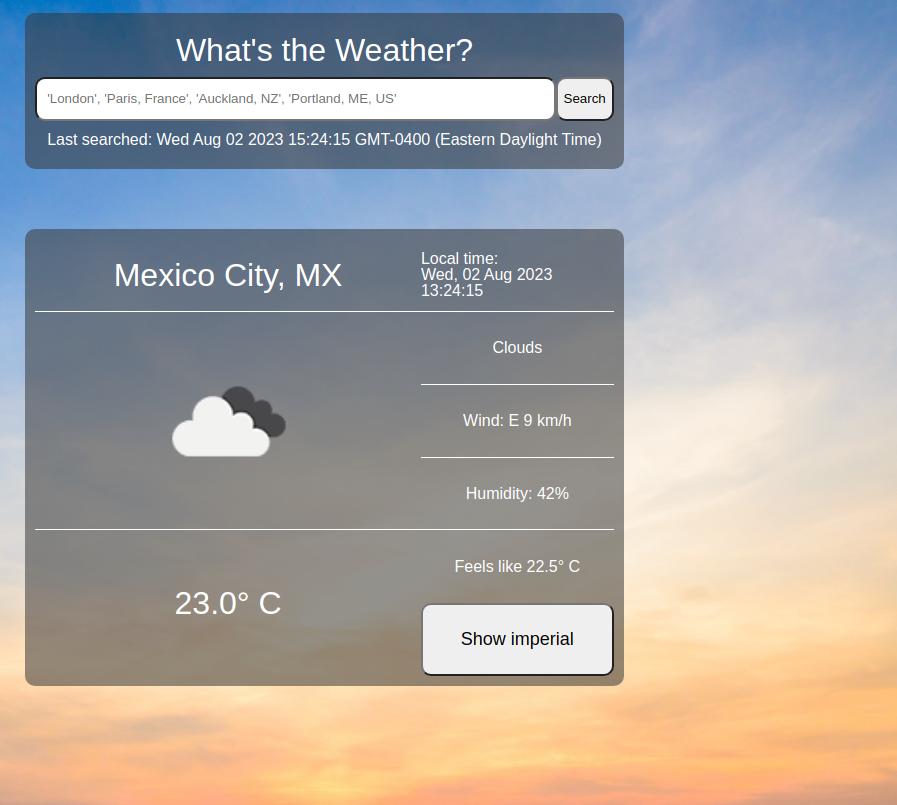 What's the Weather?
'London', 'Paris, France', 'Auckland, NZ', 'Portland, ME, US'
Search
Last searched: Wed Aug 02 2023 15:24:15 GMT-0400 (Eastern Daylight Time)
Mexico City, MX
Local time:
Wed, 02 Aug 2023
13:24:15
Clouds
Wind: E 9 km/h
Humidity: 42%
Feels like 22.5° C
23.0° C
Show imperial